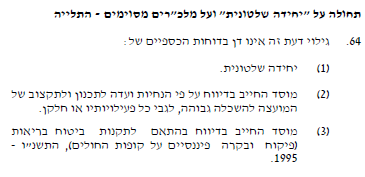 תחולה על "יחידה שלטונית" ועל מלכ"רים מסוימים - התלייה
64. גילוי דעת זה אינו דן בדוחות הכספיים של:
(1) יחידה שלטונית.
(2) מוסד החייב בדיווח על פי הנחיות ועדה לתכנון ולתקצוב של
המועצה להשכלה גבוהה, לגבי כל פעילויותיו או חלקן.
(3) מוסד החייב בדיווח בהתאם לתקנות ביטוח בריאות
(פיקוח ובקרה פיננסיים על קופות החולים), התשנ"ו -
1995.